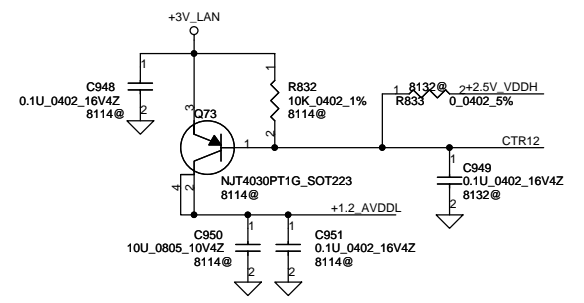 +3V_LAN
1
C948
0.1U_0402_16V4Z
8114@
2
3
Q73
1
R832
10K_0402_1%
8114@
2
1
8132@
2
+2.5V_VDDH
R833
0_0402_5%
1
CTR12
NJT4030PT1G_SOT223
8114@
4
2
1
C949
0.1U_0402_16V4Z
8132@
2
+1.2_AVDDL
1
C950
10U_0805_10V4Z
8114@
2
1
C951
0.1U_0402_16V4Z
8114@
2